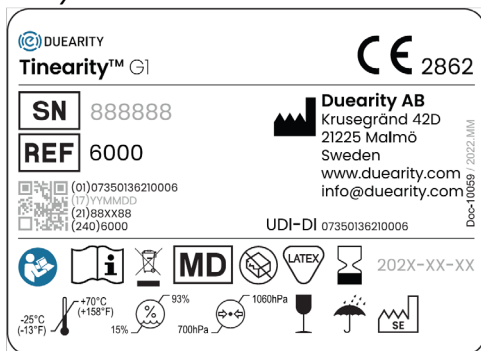 DUEARITY
Tinearity™ G1
CE 2862
SN 888888
REF 6000
Duearity AB
Krusegränd 42D
21225 Malmö
Sweden
www.duearity.com
info@duearity.com
Doc-10059 / 2022.MM
(01)07350136210006
(17)YYMMDD
(21)88XX88
(240)6000
UDI-DI 07350136210006
MD
LATEX
202X-XX-XX
+70°C
(+158°F)
-25°C
(-13°F)
93%
%
15%
1060hPa
700hPa
SE